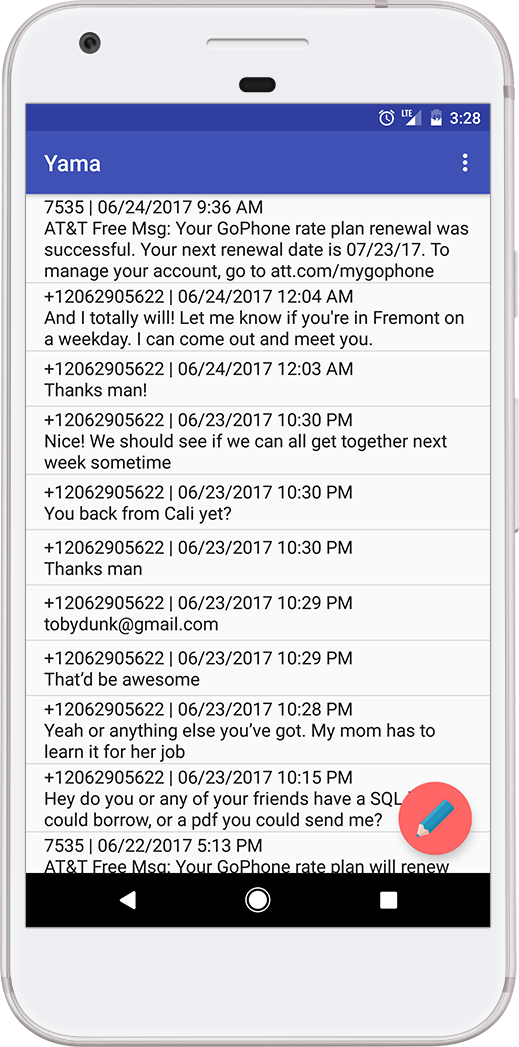 LTE 3:28
Yama
7535 | 06/24/2017 9:36 AM
AT&T Free Msg: Your GoPhone rate plan renewal was
successful. Your next renewal date is 07/23/17. To
manage your account, go to att.com/mygophone
+12062905622 | 06/24/2017 12:04 AM
And I totally will! Let me know if you're in Fremont on
a weekday. I can come out and meet you.
+12062905622 | 06/24/2017 12:03 AM
Thanks man!
+12062905622 | 06/23/2017 10:30 PM
Nice! We should see if we can all get together next
week sometime
+12062905622 | 06/23/2017 10:30 PM
You back from Cali yet?
+12062905622 | 06/23/2017 10:30 PM
Thanks man
+12062905622 | 06/23/2017 10:29 PM
tobydunk@gmail.com
+12062905622 | 06/23/2017 10:29 PM
That’d be awesome
+12062905622 | 06/23/2017 10:28 PM
Yeah or anything else you’ve got. My mom has to
learn it for her job
+12062905622 | 06/23/2017 10:15 PM
Hey do you or any of your friends have a SQL
could borrow, or a pdf you could send me?
7535 | 06/22/2017 5:13 PM
AT&T Free Msg: Your GoPhone rate plan will renew